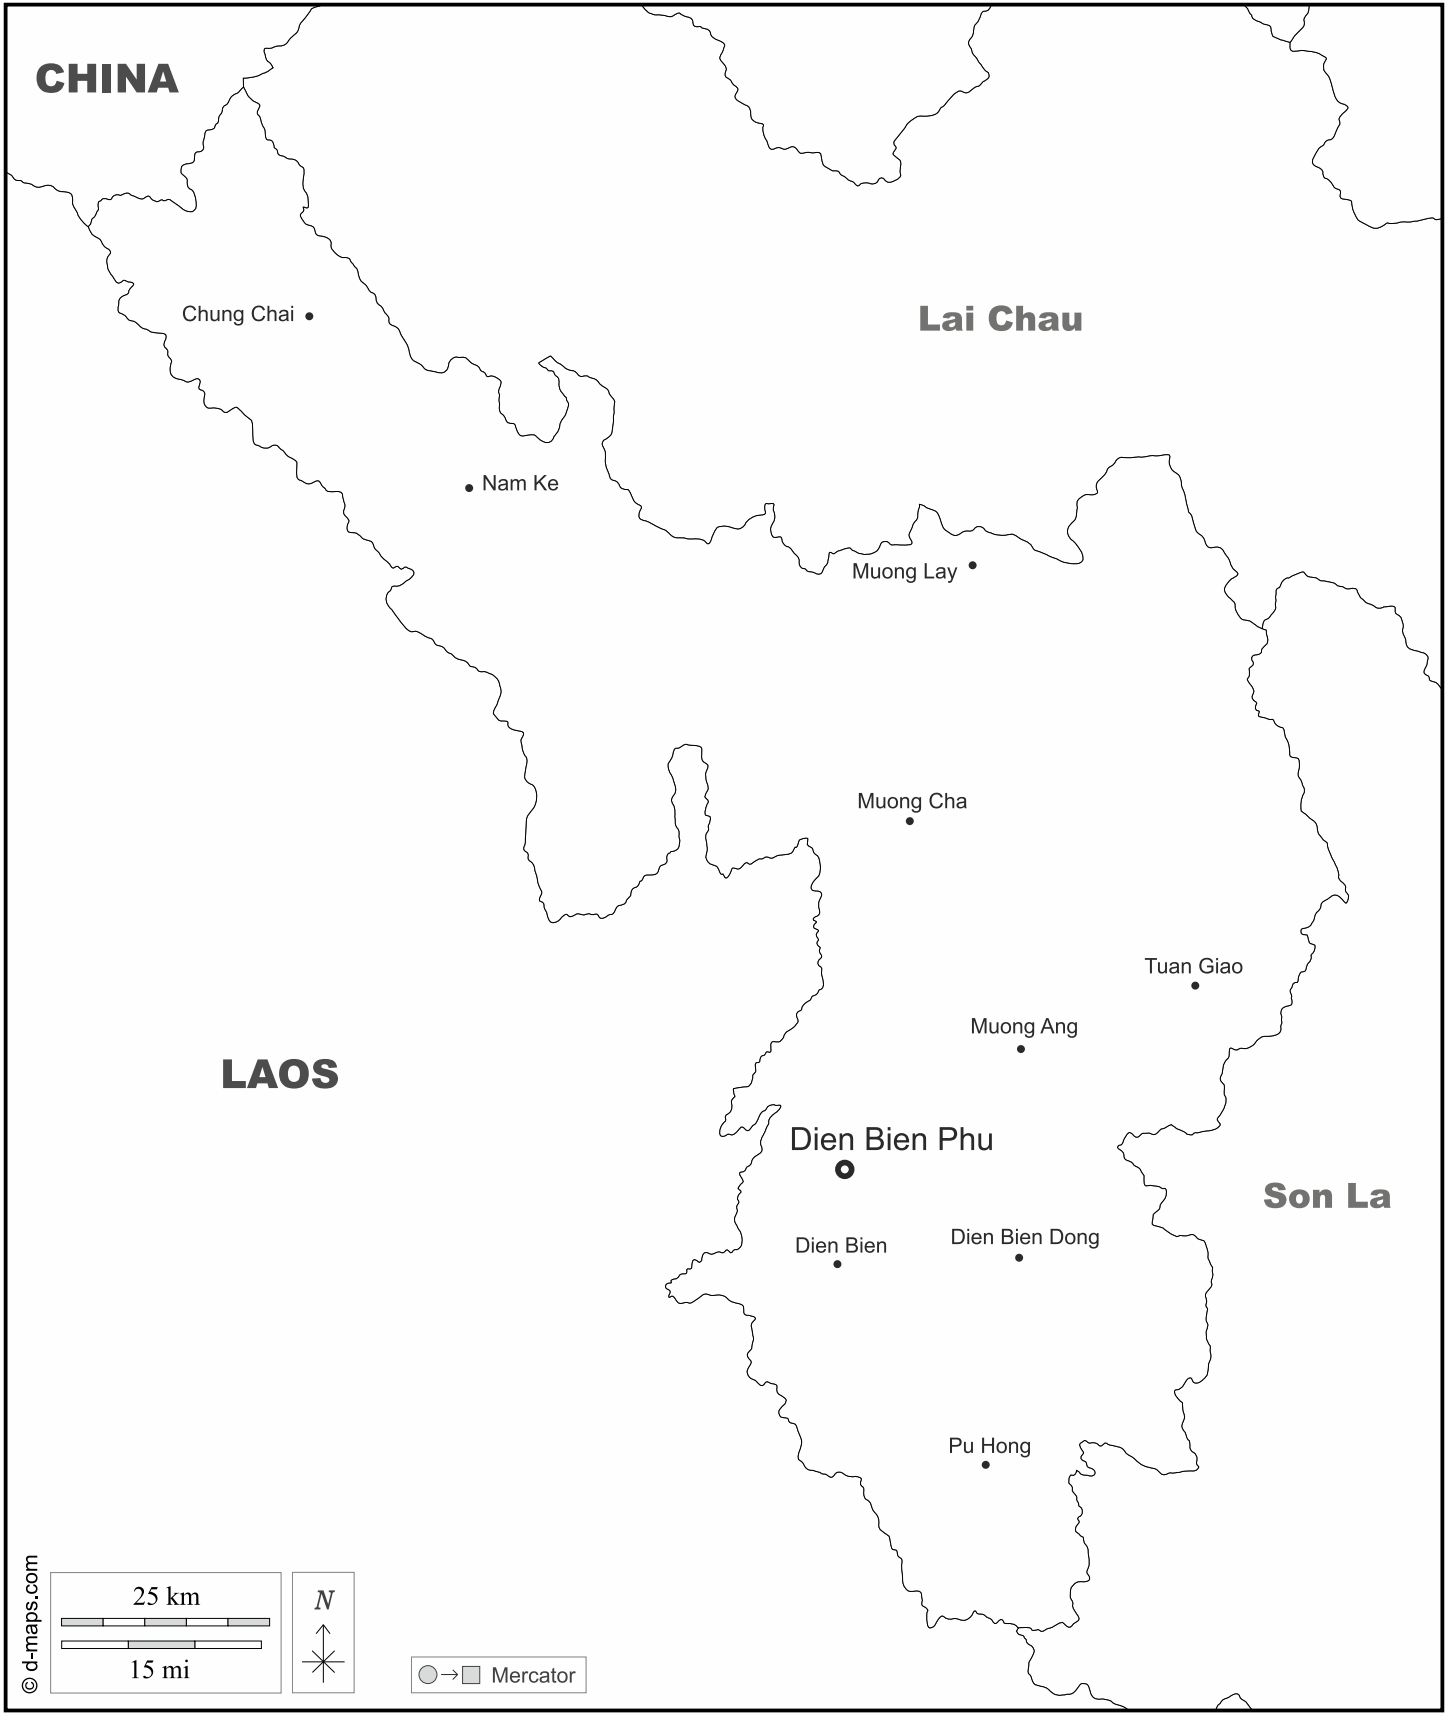 CHINA
Chung Chai
Lai Chau
Nam Ke
Muong Lay
Muong Cha
Tuan Giao
Muong Ang
LAOS
Dien Bien Phu
Son La
Dien Bien Dong
Dien Bien
Pu Hong
© d-maps.com
25 km
15 mi
N
Mercator